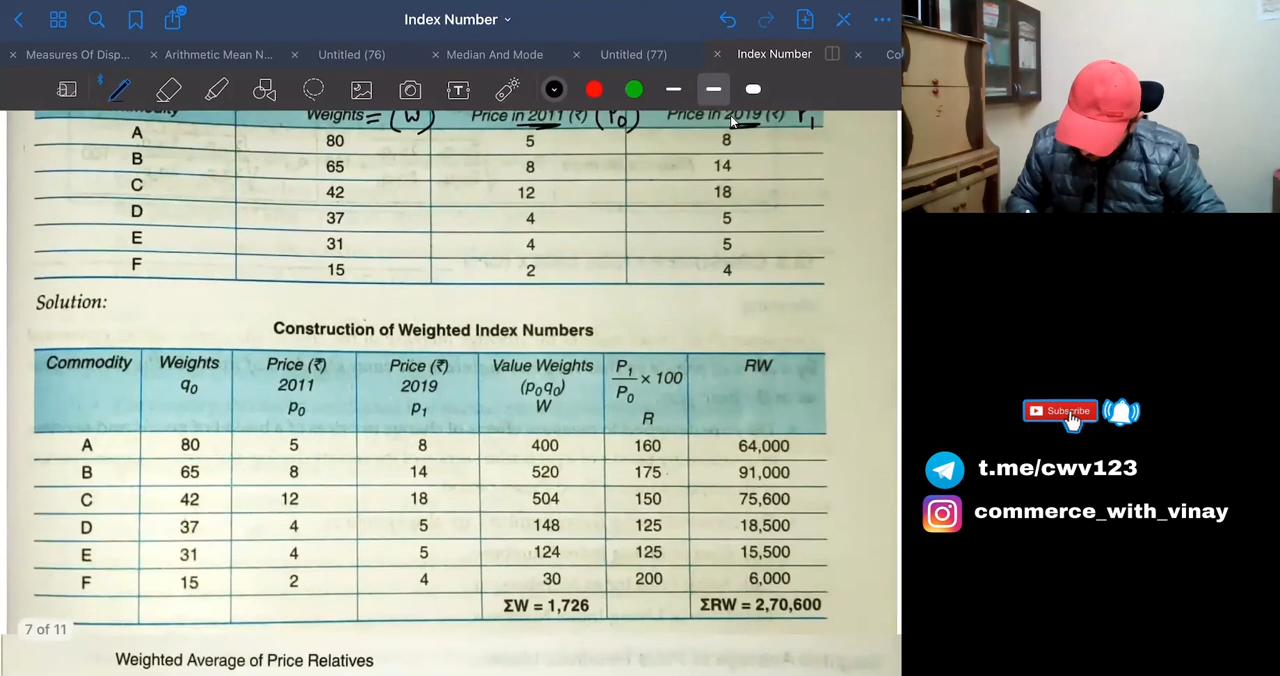 Index Number
Measures Of Disp...
Arithmetic Mean N...
Untitled (76)
Median And Mode
Untitled (77)
Index Number
Co
Weights = (W) Price in 2011 (₹) (P0) Price in 2019 (₹) P1
A 80 5 8
B 65 8 14
C 42 12 18
D 37 4 5
E 31 4 5
F 15 2 4
Solution:
Construction of Weighted Index Numbers
Commodity Weights Price (₹) Price (₹) Value Weights P1/P0 × 100 RW
q0 2011 2019 (p0q0)
p0 p1 W R
A 80 5 8 400 160 64,000
B 65 8 14 520 175 91,000
C 42 12 18 504 150 75,600
D 37 4 5 148 125 18,500
E 31 4 5 124 125 15,500
F 15 2 4 30 200 6,000
ΣW = 1,726 ΣRW = 2,70,600
7 of 11
Weighted Average of Price Relatives
Subscribe
t.me/cwv123
commerce_with_vinay